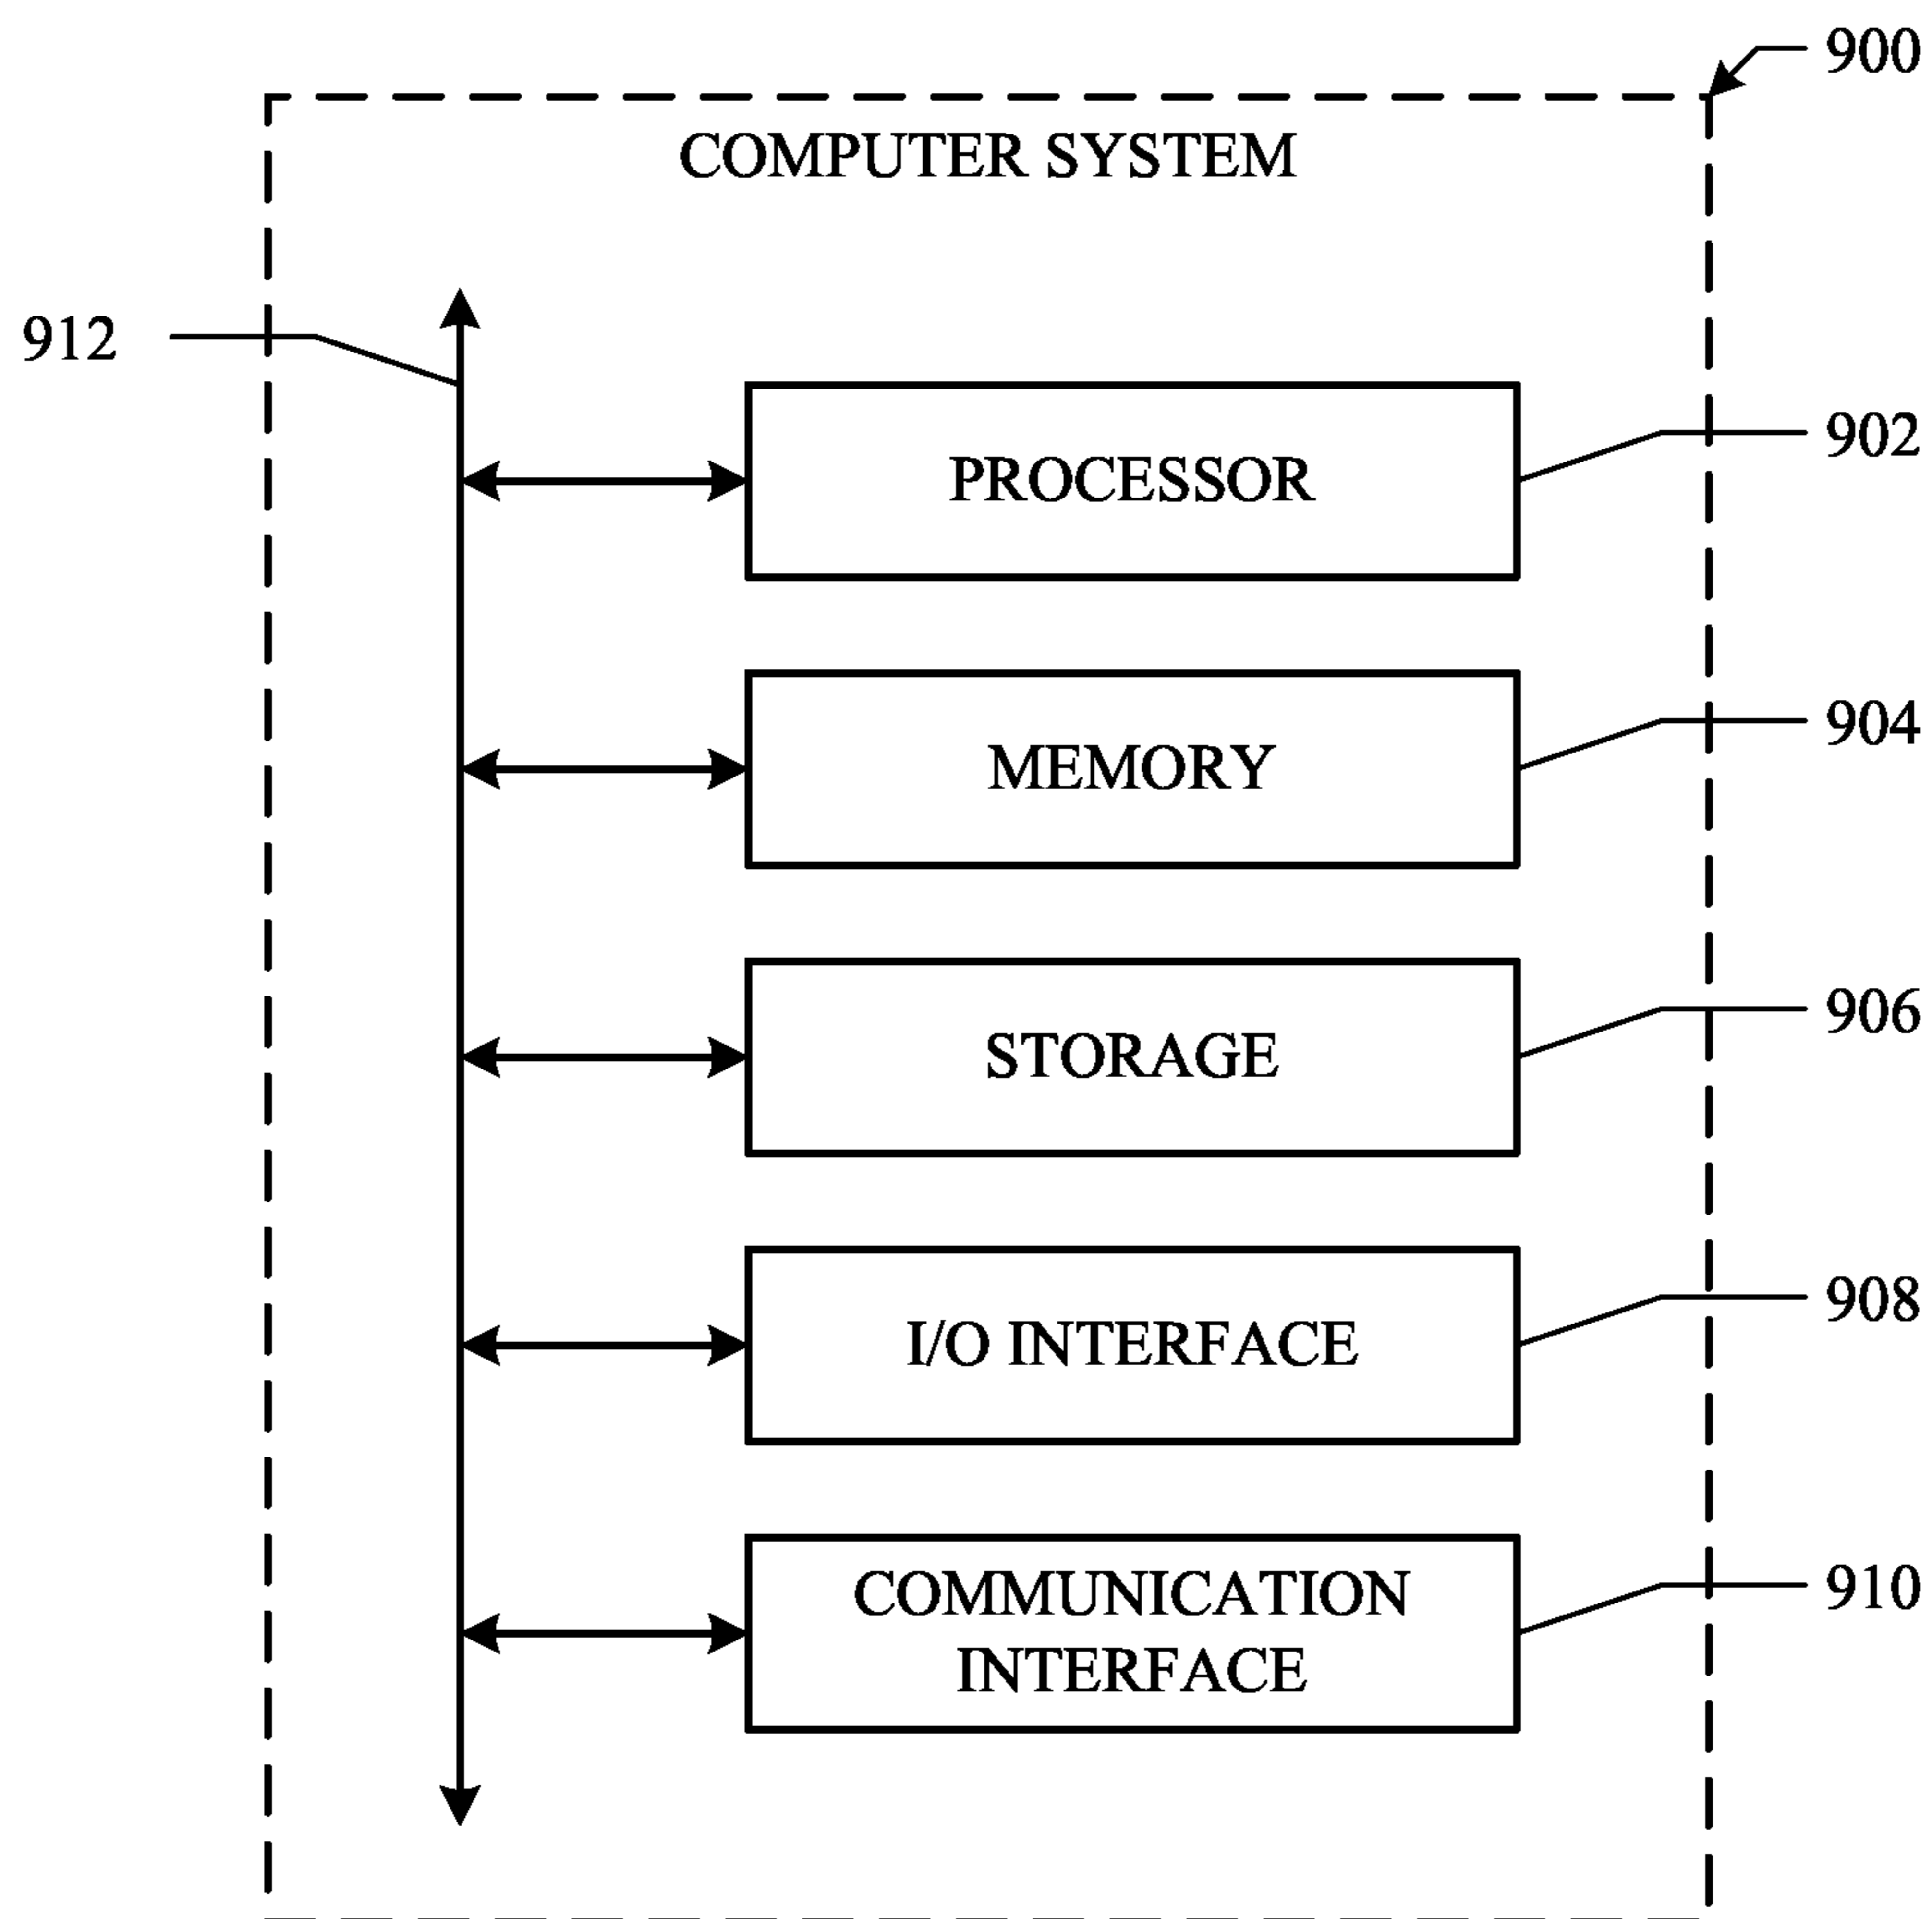 900
COMPUTER SYSTEM
912
PROCESSOR
902
MEMORY
904
STORAGE
906
I/O INTERFACE
908
COMMUNICATION
INTERFACE
910